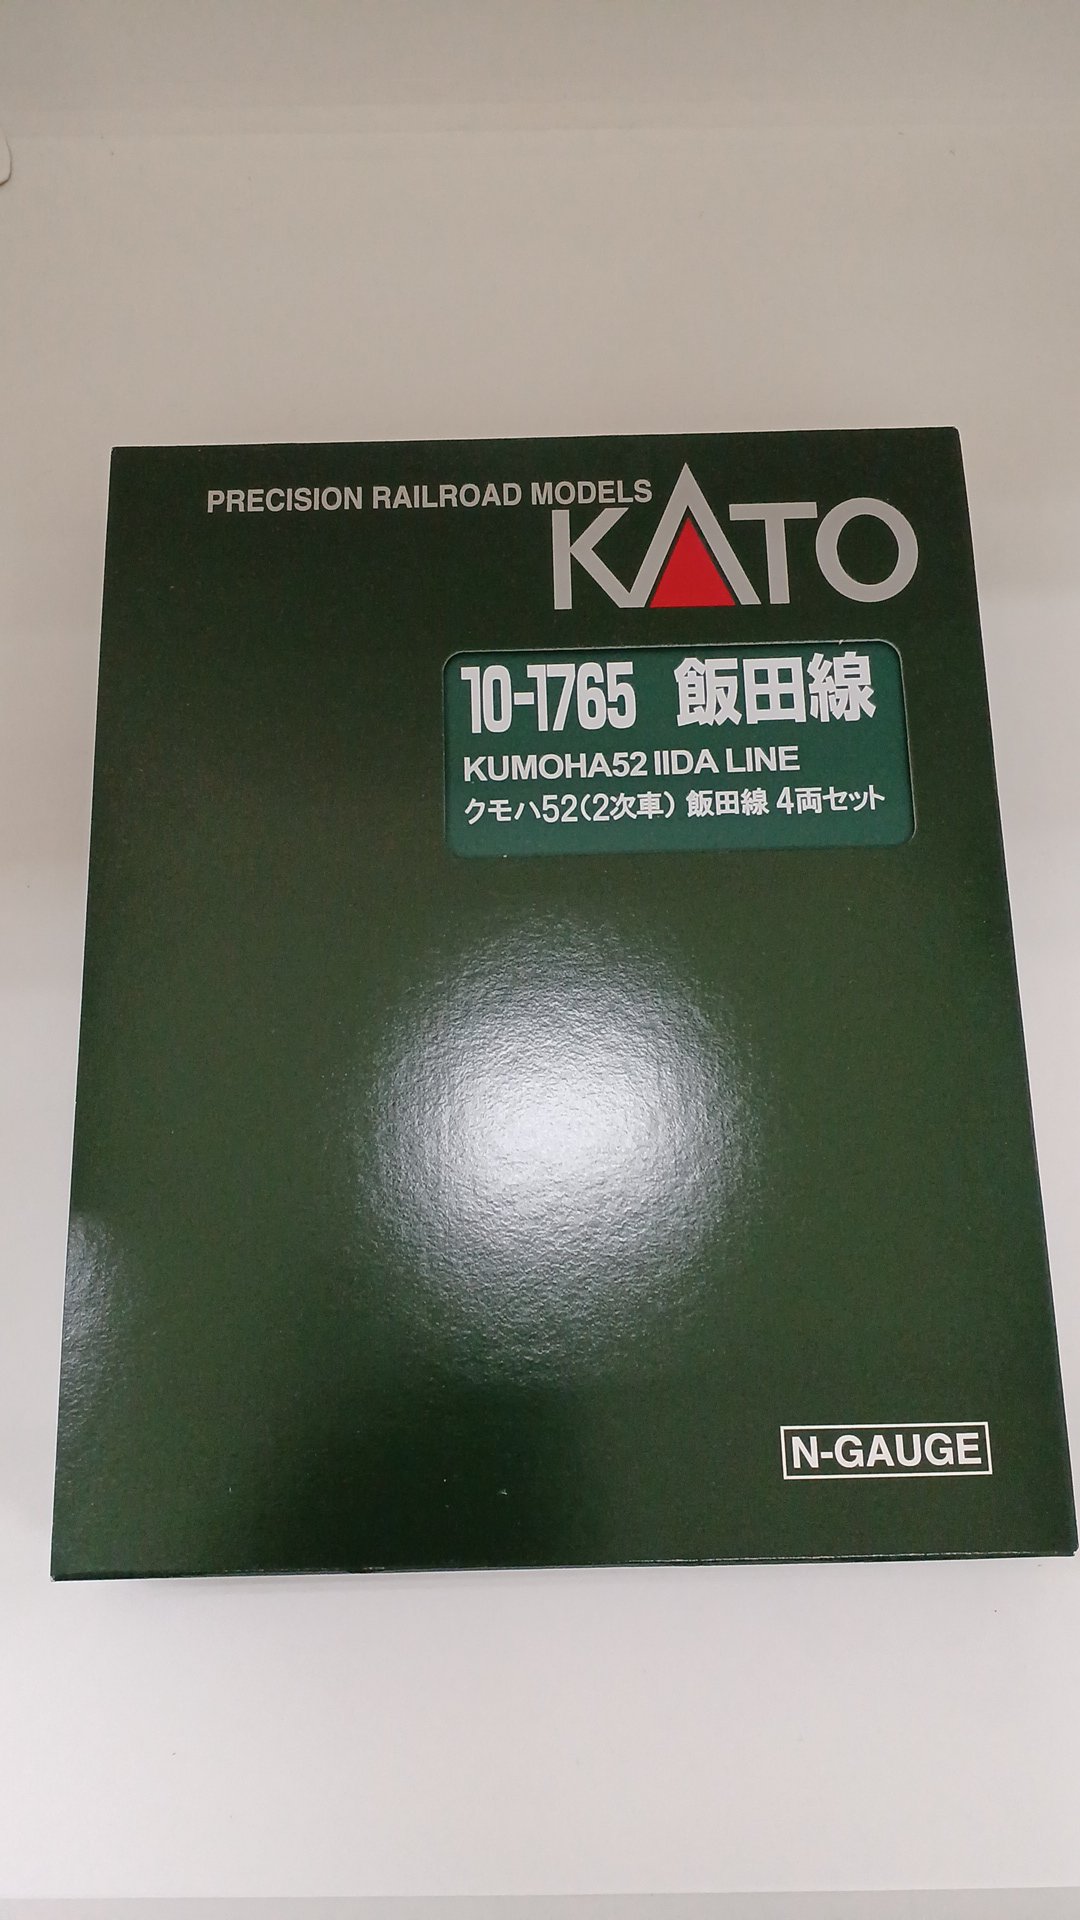 PRECISION RAILROAD MODELS
KATO
10-1765 飯田線
KUMOHA52 IIDA LINE
クモハ52(2次車) 飯田線 4両セット
N-GAUGE